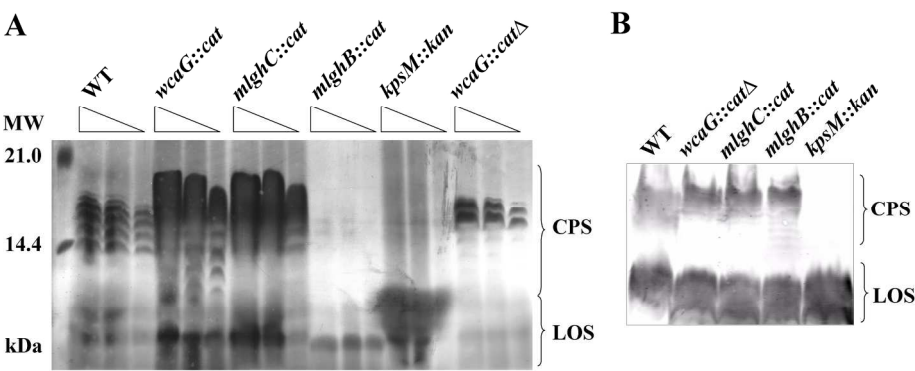 A
WT
wcaG::cat
mlghC::cat
mlghB::cat
kpsM::kan
wcaG::catΔ
MW
21.0
14.4
kDa
CPS
LOS
B
WT
wcaG::catΔ
mlghC::cat
mlghB::cat
kpsM::kan
CPS
LOS